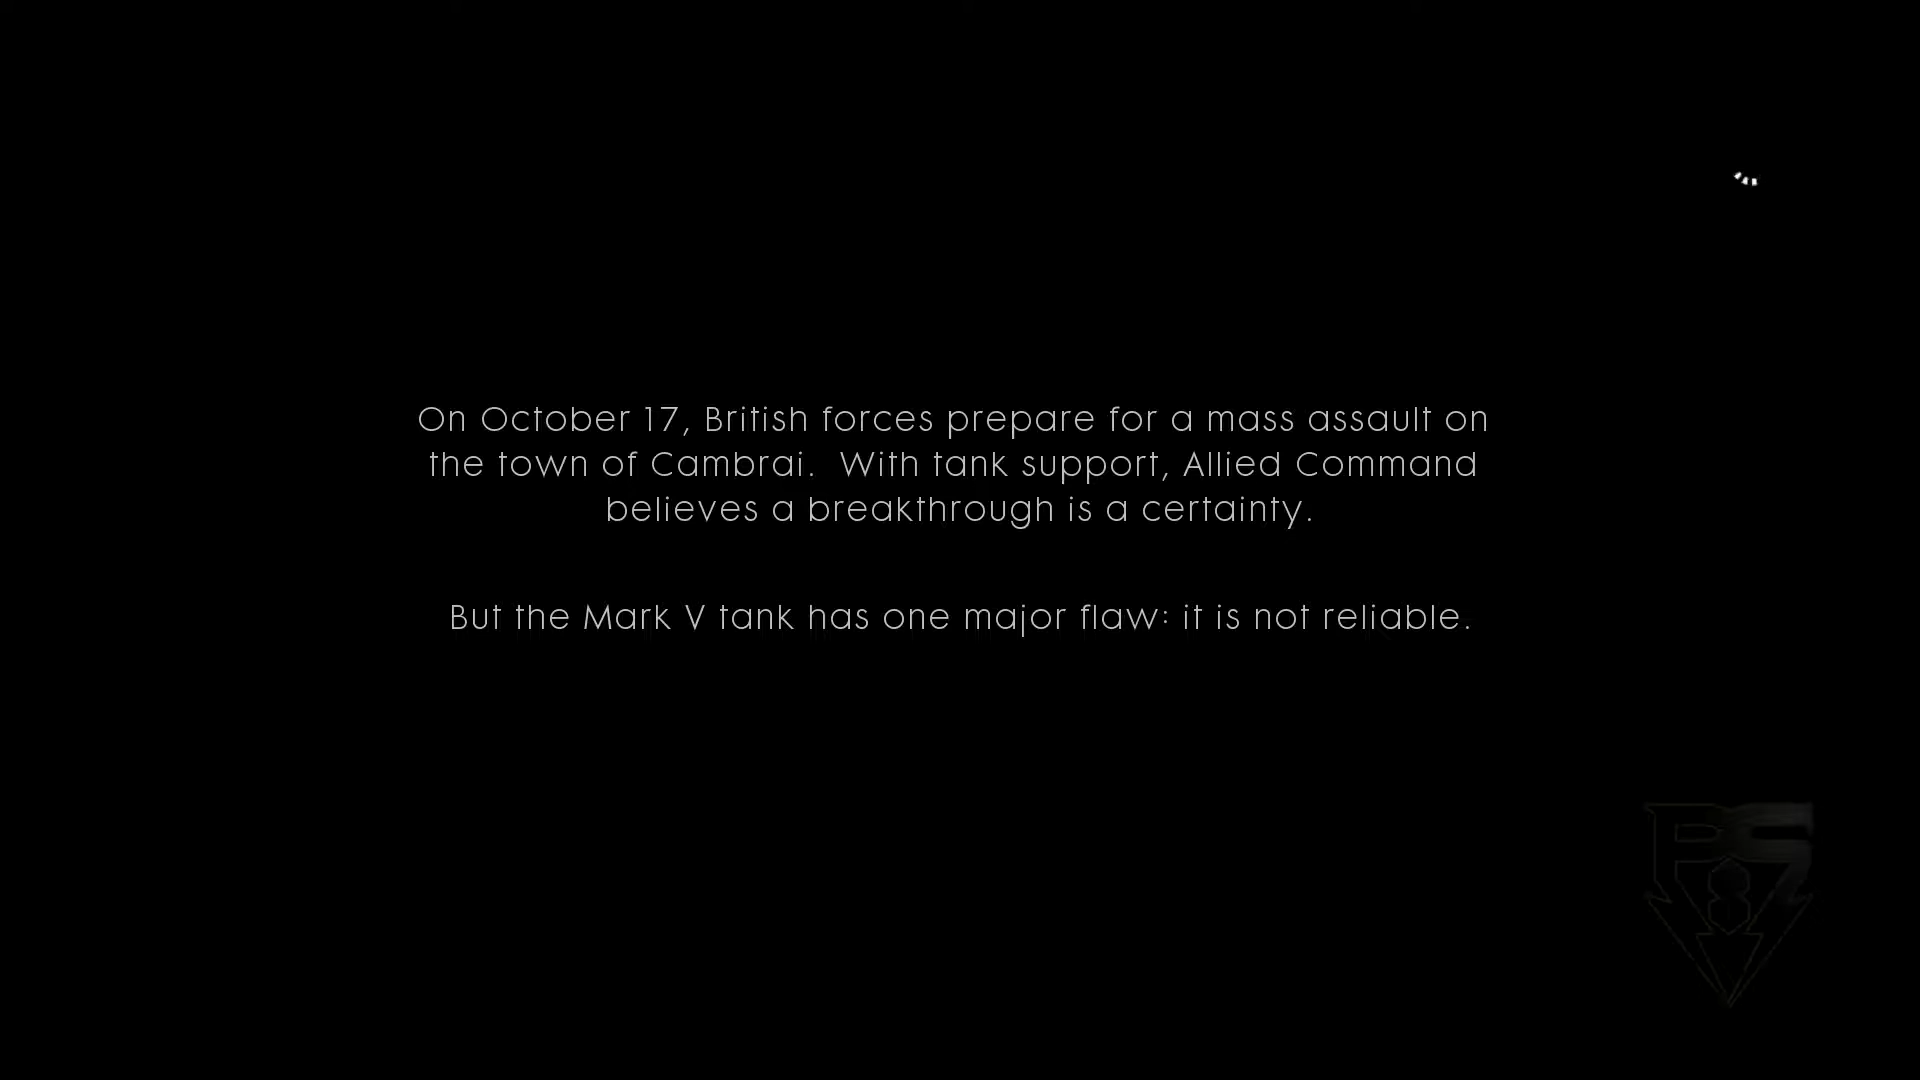 On October 17, British forces prepare for a mass assault on
the town of Cambrai.  With tank support, Allied Command
believes a breakthrough is a certainty.
But the Mark V tank has one major flaw: it is not reliable.